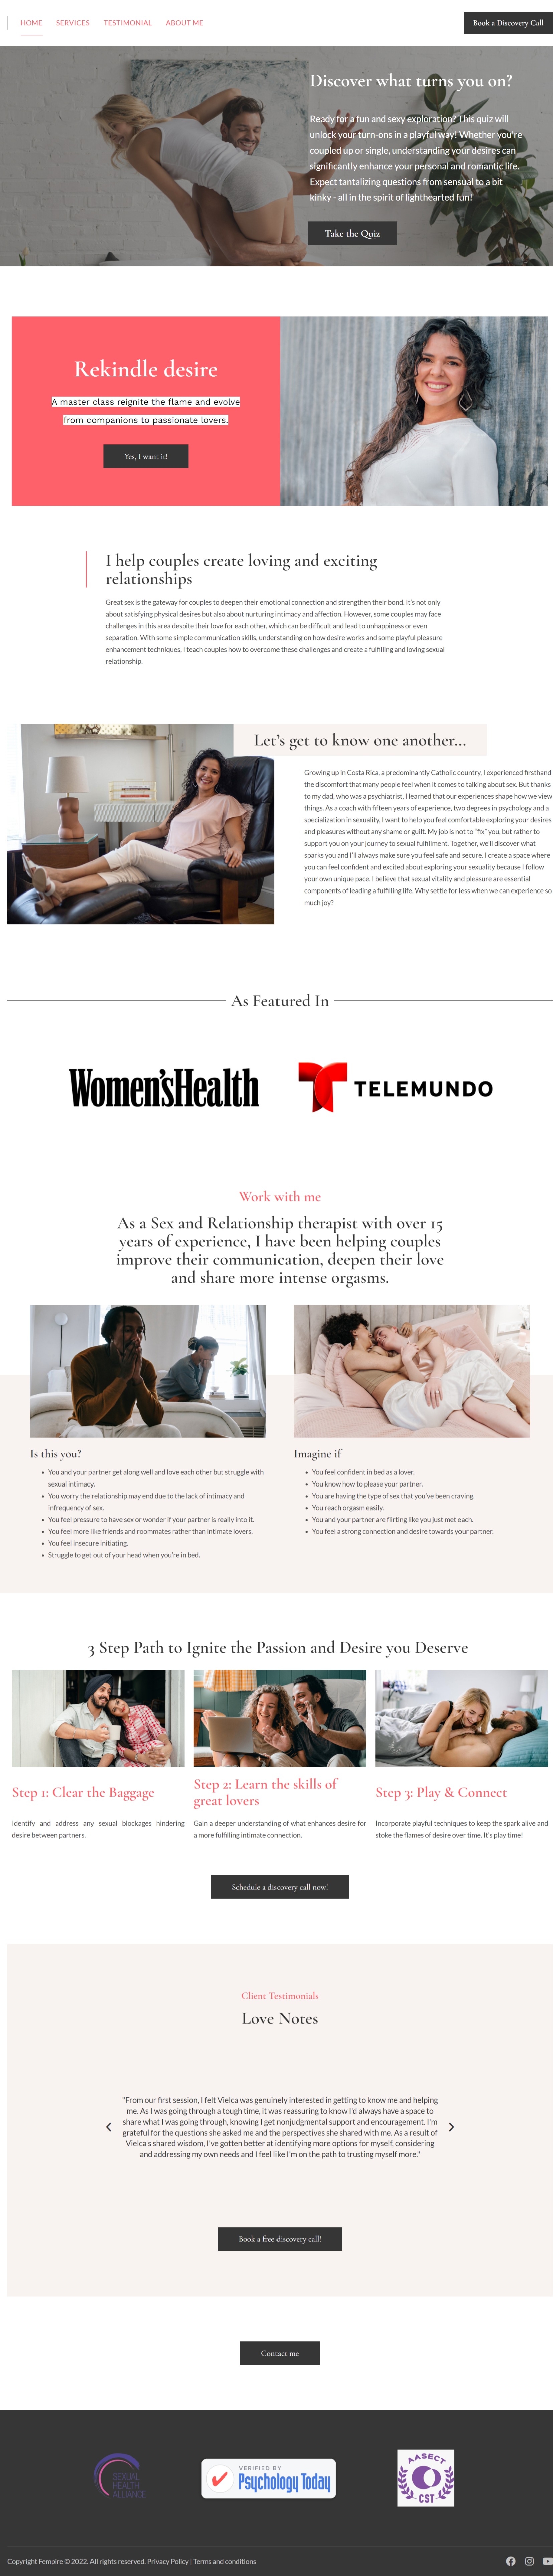 HOME SERVICES TESTIMONIAL ABOUT ME
Book a Discovery Call
Discover what turns you on?
Ready for a fun and sexy exploration? This quiz will
unlock your turn-ons in a playful way! Whether you're
coupled up or single, understanding your desires can
significantly enhance your personal and romantic life.
Expect tantalizing questions from sensual to a bit
kinky - all in the spirit of lighthearted fun!
Take the Quiz
Rekindle desire
A master class reignite the flame and evolve
from companions to passionate lovers.
Yes, I want it!
I help couples create loving and exciting
relationships
Great sex is the gateway for couples to deepen their emotional connection and strengthen their bond. It's not only
about satisfying physical desires but also about nurturing intimacy and affection. However, some couples may face
challenges in this area despite their love for each other, which can be difficult and lead to unhappiness or even
separation. With some simple communication skills, understanding on how desire works and some playful pleasure
enhancement techniques, I teach couples how to overcome these challenges and create a fulfilling and loving sexual
relationship.
Let's get to know one another...
Growing up in Costa Rica, a predominantly Catholic country, I experienced firsthand
the discomfort that many people feel when it comes to talking about sex. But thanks
to my dad, who was a psychiatrist, I learned that our experiences shape how we view
things. As a coach with fifteen years of experience, two degrees in psychology and a
specialization in sexuality, I want to help you feel comfortable exploring your desires
and pleasures without any shame or guilt. My job is not to "fix" you, but rather to
support you on your journey to sexual fulfillment. Together, we'll discover what
sparks you and I'll always make sure you feel safe and secure. I create a space where
you can feel confident and excited about exploring your sexuality because I follow
your own unique pace. I believe that sexual vitality and pleasure are essential
components of leading a fulfilling life. Why settle for less when we can experience so
much joy?
As Featured In
Women'sHealth
TELEMUNDO
Work with me
As a Sex and Relationship therapist with over 15
years of experience, I have been helping couples
improve their communication, deepen their love
and share more intense orgasms.
Is this you?
• You and your partner get along well and love each other but struggle with
sexual intimacy.
• You worry the relationship may end due to the lack of intimacy and
infrequency of sex.
• You feel pressure to have sex or wonder if your partner is really into it.
• You feel more like friends and roommates rather than intimate lovers.
• You feel insecure initiating.
• Struggle to get out of your head when you're in bed.
Imagine if
• You feel confident in bed as a lover.
• You know how to please your partner.
• You are having the type of sex that you've been craving.
• You reach orgasm easily.
• You and your partner are flirting like you just met each.
• You feel a strong connection and desire towards your partner.
3 Step Path to Ignite the Passion and Desire you Deserve
Step 1: Clear the Baggage
Identify and address any sexual blockages hindering
desire between partners.
Step 2: Learn the skills of
great lovers
Gain a deeper understanding of what enhances desire for
a more fulfilling intimate connection.
Step 3: Play & Connect
Incorporate playful techniques to keep the spark alive and
stoke the flames of desire over time. It's play time!
Schedule a discovery call now!
Client Testimonials
Love Notes
"From our first session, I felt Vielca was genuinely interested in getting to know me and helping
me. As I was going through a tough time, it was reassuring to know I'd always have a space to
share what I was going through, knowing I get nonjudgmental support and encouragement. I'm
grateful for the questions she asked me and the perspectives she shared with me. As a result of
Vielca's shared wisdom, I've gotten better at identifying more options for myself, considering
and addressing my own needs and I feel like I'm on the path to trusting myself more."
Book a free discovery call!
Contact me
SEXUAL
HEALTH
ALLIANCE
VERIFIED BY
Psychology Today
AASECT
CST
Copyright Fempire © 2022. All rights reserved. Privacy Policy | Terms and conditions